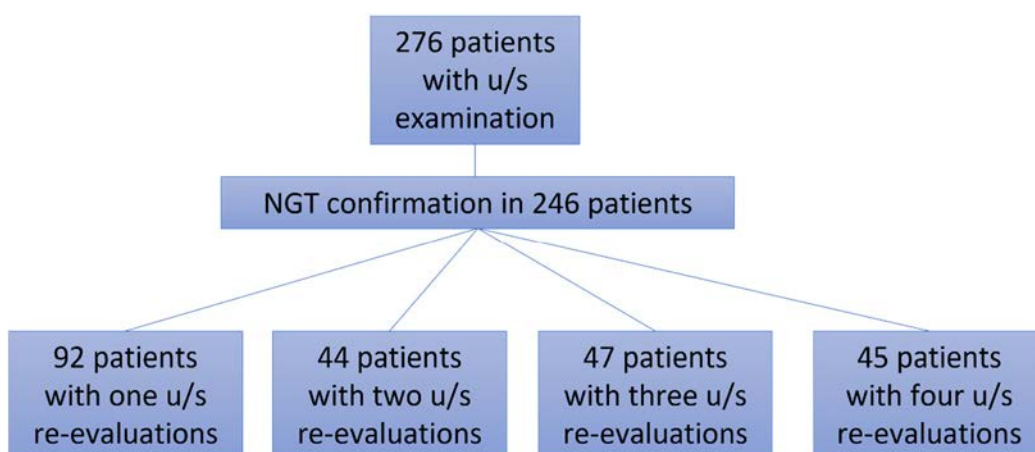 276 patients
with u/s
examination
NGT confirmation in 246 patients
92 patients
with one u/s
re-evaluations
44 patients
with two u/s
re-evaluations
47 patients
with three u/s
re-evaluations
45 patients
with four u/s
re-evaluations